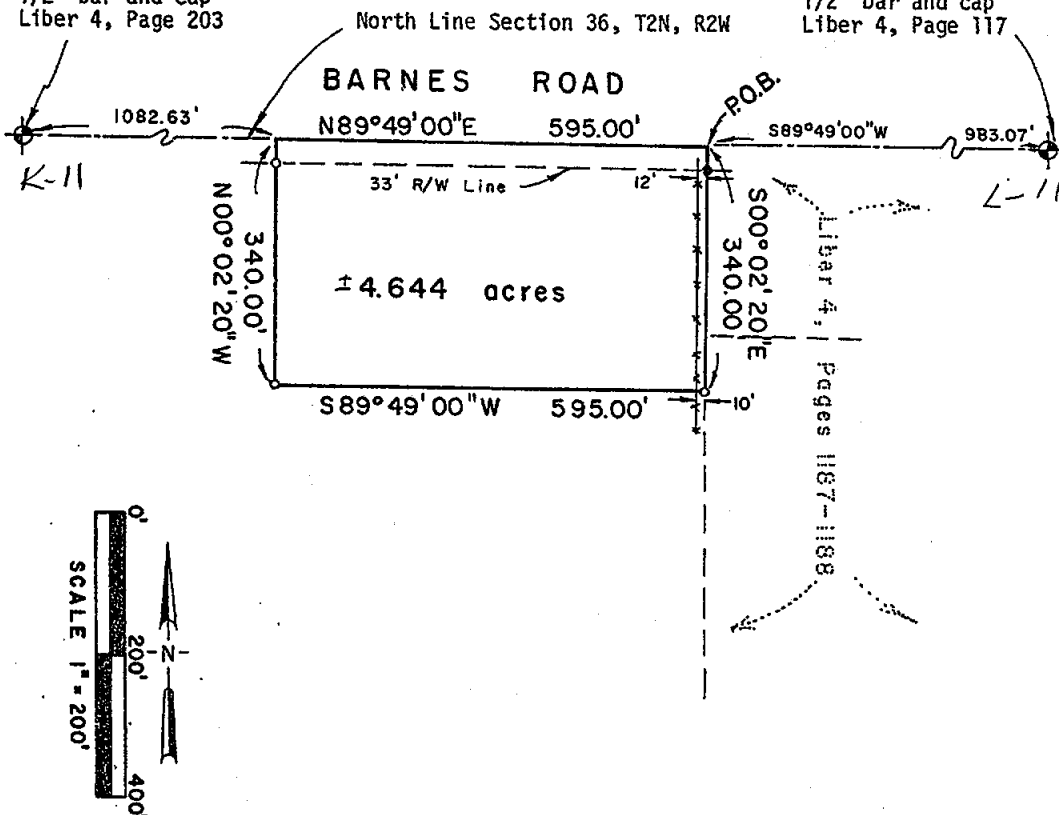 1/2" bar and cap
Liber 4, Page 203
North Line Section 36, T2N, R2W
1/2" bar and cap
Liber 4, Page 117
BARNES ROAD
P.O.B.
1082.63'
N89°49'00"E 595.00'
S89°49'00"W 983.07'
K-11
L-11
33' R/W Line
12'
N00°02'20"W
340.00'
±4.644 acres
S00°02'20"E
340.00'
Liber 4, Pages 1187-1188
S89°49'00"W 595.00'
10'
0'
200'
400'
SCALE 1" = 200'
-N-